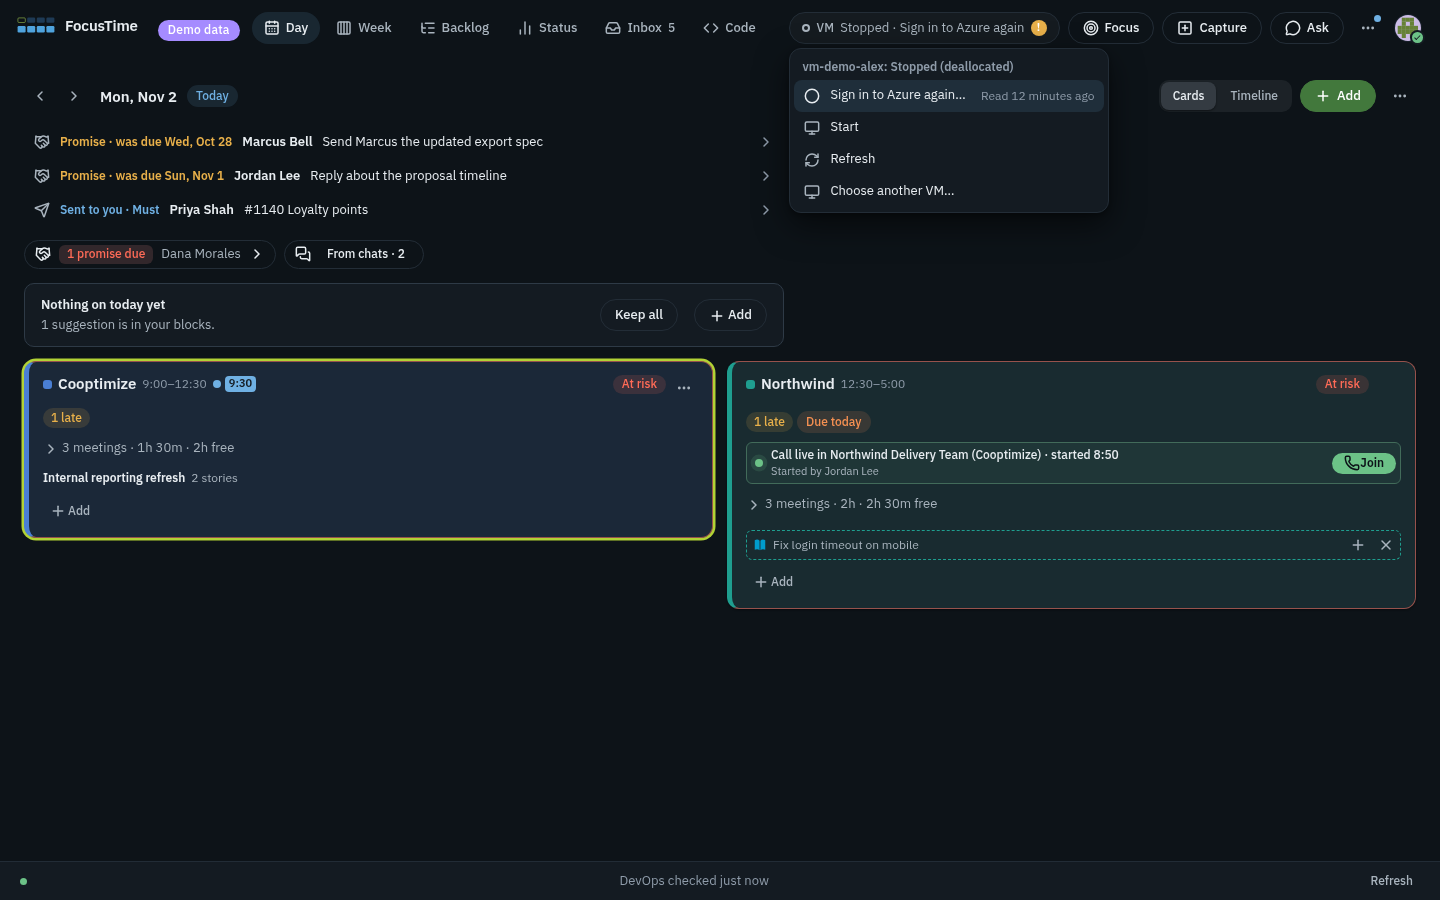 FocusTime
Demo data
Day
Week
Backlog
Status
Inbox 5
Code
VM Stopped · Sign in to Azure again !
Focus
Capture
Ask
vm-demo-alex: Stopped (deallocated)
Sign in to Azure again... Read 12 minutes ago
Start
Refresh
Choose another VM...
Mon, Nov 2 Today
Cards Timeline
Add
Promise · was due Wed, Oct 28 Marcus Bell Send Marcus the updated export spec
Promise · was due Sun, Nov 1 Jordan Lee Reply about the proposal timeline
Sent to you · Must Priya Shah #1140 Loyalty points
1 promise due Dana Morales
From chats · 2
Nothing on today yet
1 suggestion is in your blocks.
Keep all
Add
Cooptimize 9:00–12:30 9:30 At risk
1 late
3 meetings · 1h 30m · 2h free
Internal reporting refresh 2 stories
Add
Northwind 12:30–5:00 At risk
1 late Due today
Call live in Northwind Delivery Team (Cooptimize) · started 8:50
Started by Jordan Lee
Join
3 meetings · 2h · 2h 30m free
Fix login timeout on mobile
Add
DevOps checked just now
Refresh